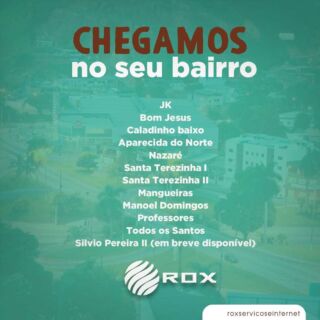 CHEGAMOS
no seu bairro
JK
Bom Jesus
Caladinho baixo
Aparecida do Norte
Nazaré
Santa Terezinha I
Santa Terezinha II
Mangueiras
Manoel Domingos
Professores
Todos os Santos
Silvio Pereira II (em breve disponível)
ROX
roxservicoseinternet